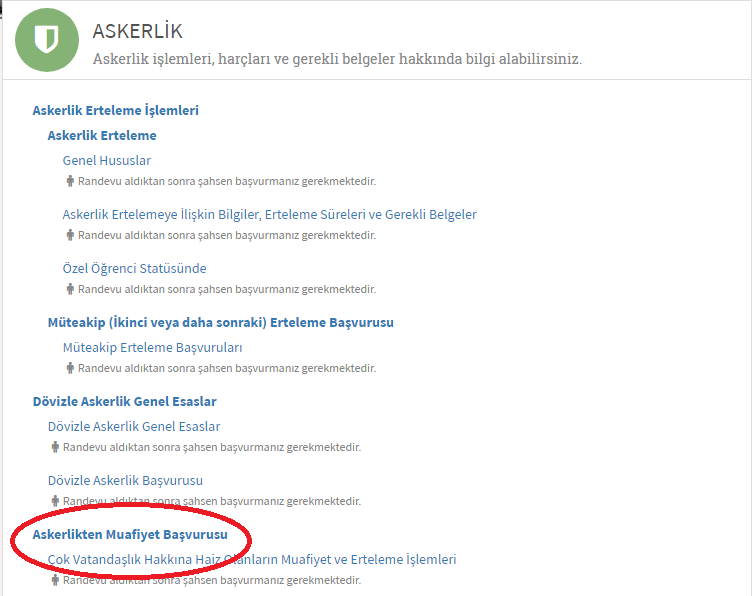 ASKERLİK
Askerlik işlemleri, harçları ve gerekli belgeler hakkında bilgi alabilirsiniz.
Askerlik Erteleme İşlemleri
Askerlik Erteleme
Genel Hususlar
Randevu aldıktan sonra şahsen başvurmanız gerekmektedir.
Askerlik Ertelemeye İlişkin Bilgiler, Erteleme Süreleri ve Gerekli Belgeler
Randevu aldıktan sonra şahsen başvurmanız gerekmektedir.
Özel Öğrenci Statüsünde
Randevu aldıktan sonra şahsen başvurmanız gerekmektedir.
Müteakip (İkinci veya daha sonraki) Erteleme Başvurusu
Müteakip Erteleme Başvuruları
Randevu aldıktan sonra şahsen başvurmanız gerekmektedir.
Dövizle Askerlik Genel Esaslar
Dövizle Askerlik Genel Esaslar
Randevu aldıktan sonra şahsen başvurmanız gerekmektedir.
Dövizle Askerlik Başvurusu
Randevu aldıktan sonra şahsen başvurmanız gerekmektedir.
Askerlikten Muafiyet Başvurusu
Çok Vatandaşlık Hakkına Haiz Olanların Muafiyet ve Erteleme İşlemleri
Randevu aldıktan sonra şahsen başvurmanız gerekmektedir.